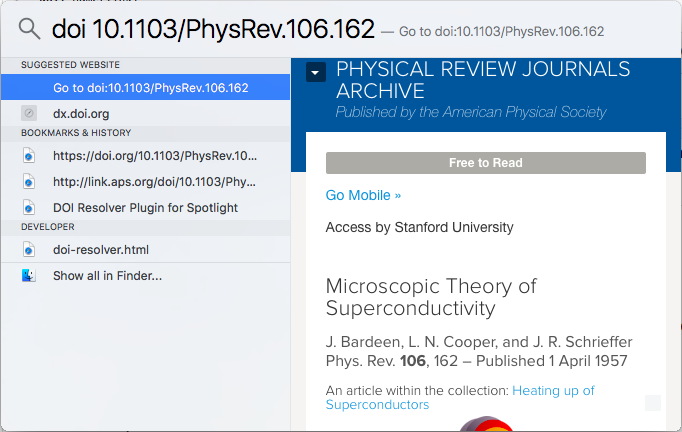 doi 10.1103/PhysRev.106.162 — Go to doi:10.1103/PhysRev.106.162
SUGGESTED WEBSITE
Go to doi:10.1103/PhysRev.106.162
dx.doi.org
BOOKMARKS & HISTORY
https://doi.org/10.1103/PhysRev.10...
http://link.aps.org/doi/10.1103/Phy...
DOI Resolver Plugin for Spotlight
DEVELOPER
doi-resolver.html
Show all in Finder...
PHYSICAL REVIEW JOURNALS
ARCHIVE
Published by the American Physical Society
Free to Read
Go Mobile »
Access by Stanford University
Microscopic Theory of
Superconductivity
J. Bardeen, L. N. Cooper, and J. R. Schrieffer
Phys. Rev. 106, 162 – Published 1 April 1957
An article within the collection: Heating up of
Superconductors